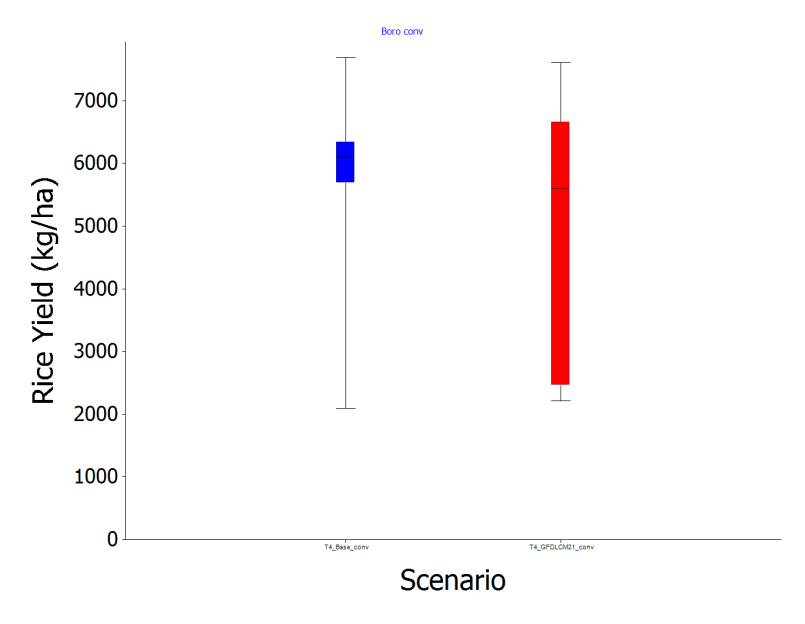 Boro conv
Rice Yield (kg/ha)
7000
6000
5000
4000
3000
2000
1000
0
T4_Base_conv
T4_GFDLCM21_conv
Scenario